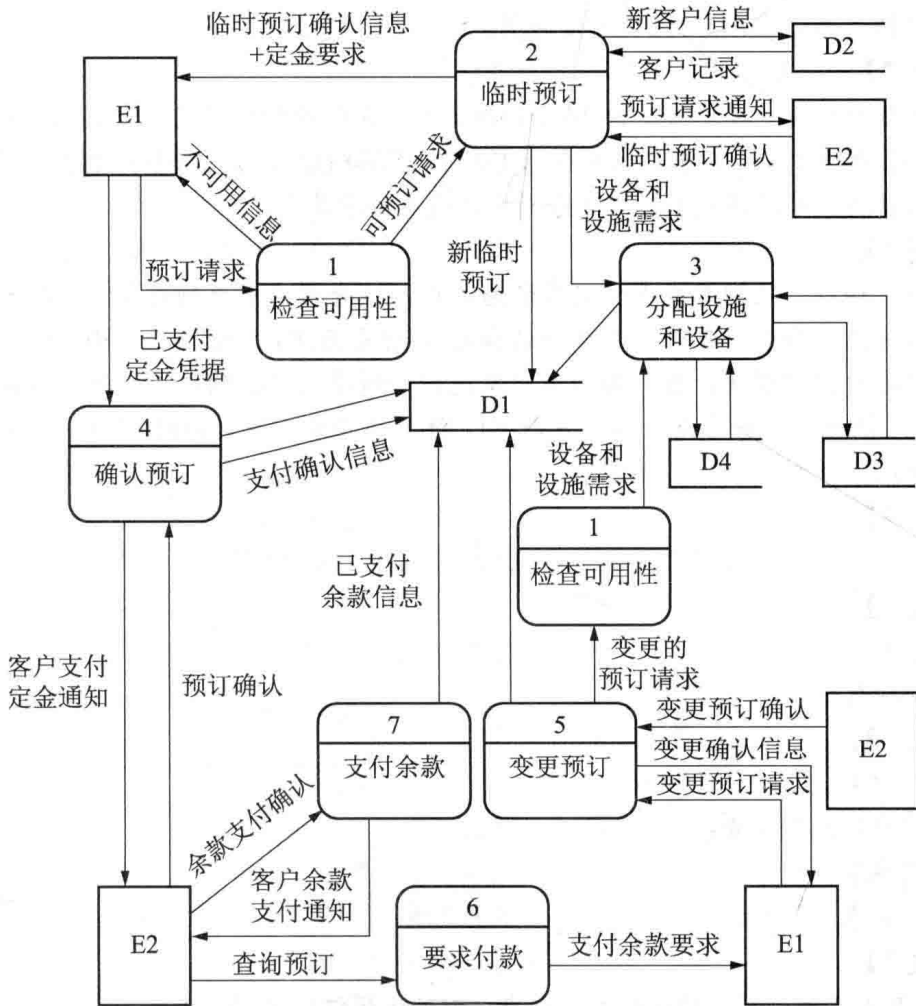 临时预订确认信息
+定金要求
新客户信息
2
D2
客户记录
临时预订
E1
预订请求通知
E2
临时预订确认
不可用信息
可预订请求
设备和
设施需求
1
新临时
预订
3
预订请求
检查可用性
分配设施
和设备
已支付
定金凭据
D1
4
D4
D3
确认预订
支付确认信息
设备和
设施需求
1
检查可用性
已支付
余款信息
客户支付
定金通知
预订确认
变更的
预订请求
7
5
变更预订确认
E2
支付余款
变更预订
变更确认信息
变更预订请求
余款支付确认
客户余款
支付通知
6
E2
要求付款
支付余款要求
E1
查询预订